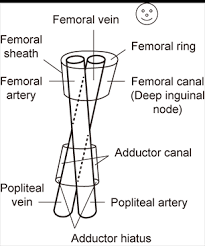 Femoral vein
Femoral
sheath
Femoral ring
Femoral
artery
Femoral canal
(Deep inguinal
node)
Adductor canal
Popliteal
vein
Popliteal artery
Adductor hiatus